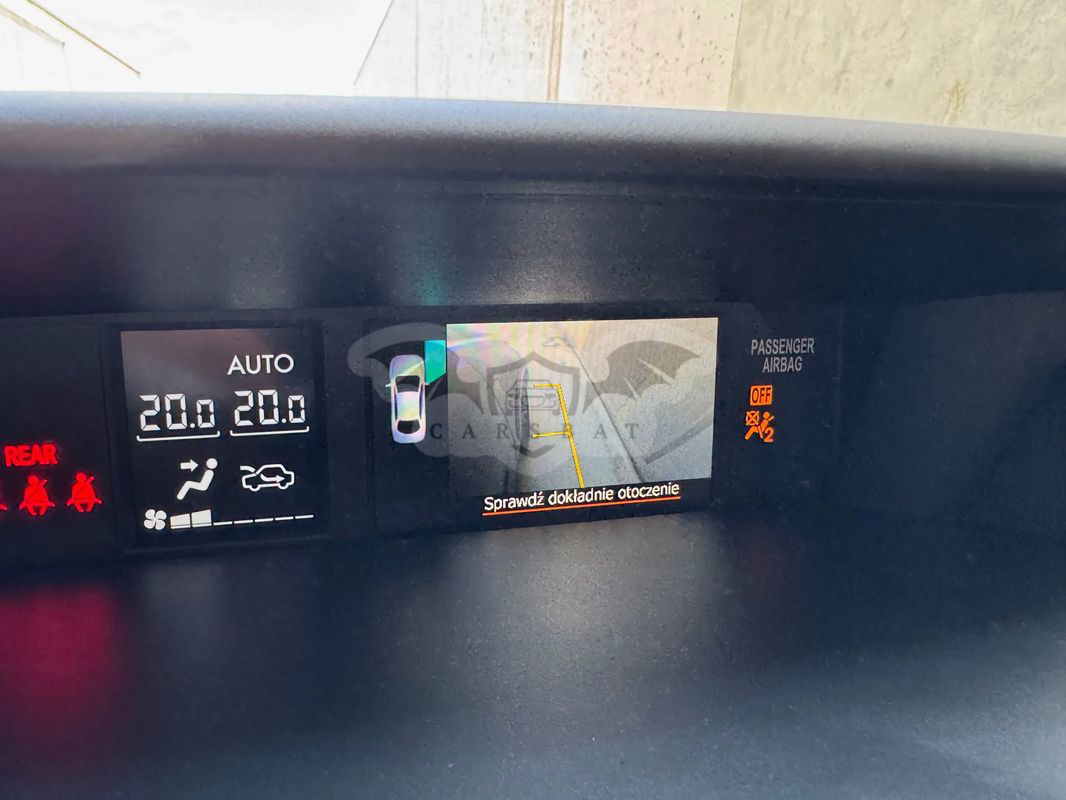 AUTO
20.0 20.0
REAR
Sprawdź dokładnie otoczenie
PASSENGER
AIRBAG
OFF
2
CARS AT